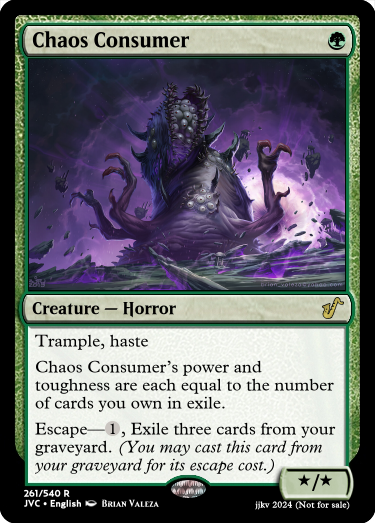 Chaos Consumer
Creature — Horror
Trample, haste
Chaos Consumer's power and
toughness are each equal to the number
of cards you own in exile.
Escape—1, Exile three cards from your
graveyard. (You may cast this card from
your graveyard for its escape cost.)
★/★
261/540 R
JVC • English BRIAN VALEZA
jjkv 2024 (Not for sale)